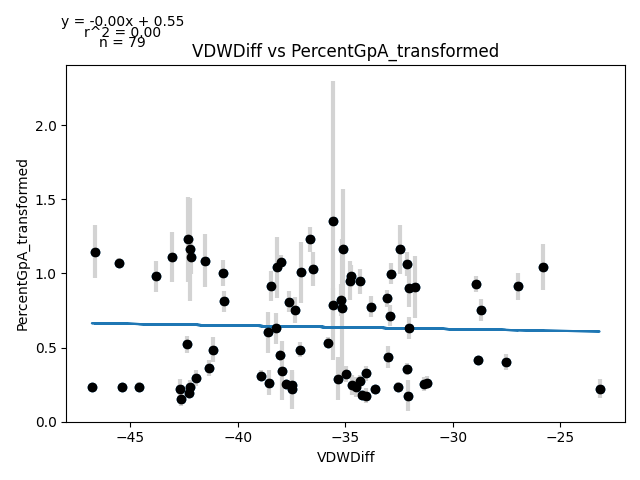 y = -0.00x + 0.55
r^2 = 0.00
n = 79
VDWDiff vs PercentGpA_transformed
PercentGpA_transformed
2.0
1.5
1.0
0.5
0.0
−45
−40
−35
−30
−25
VDWDiff